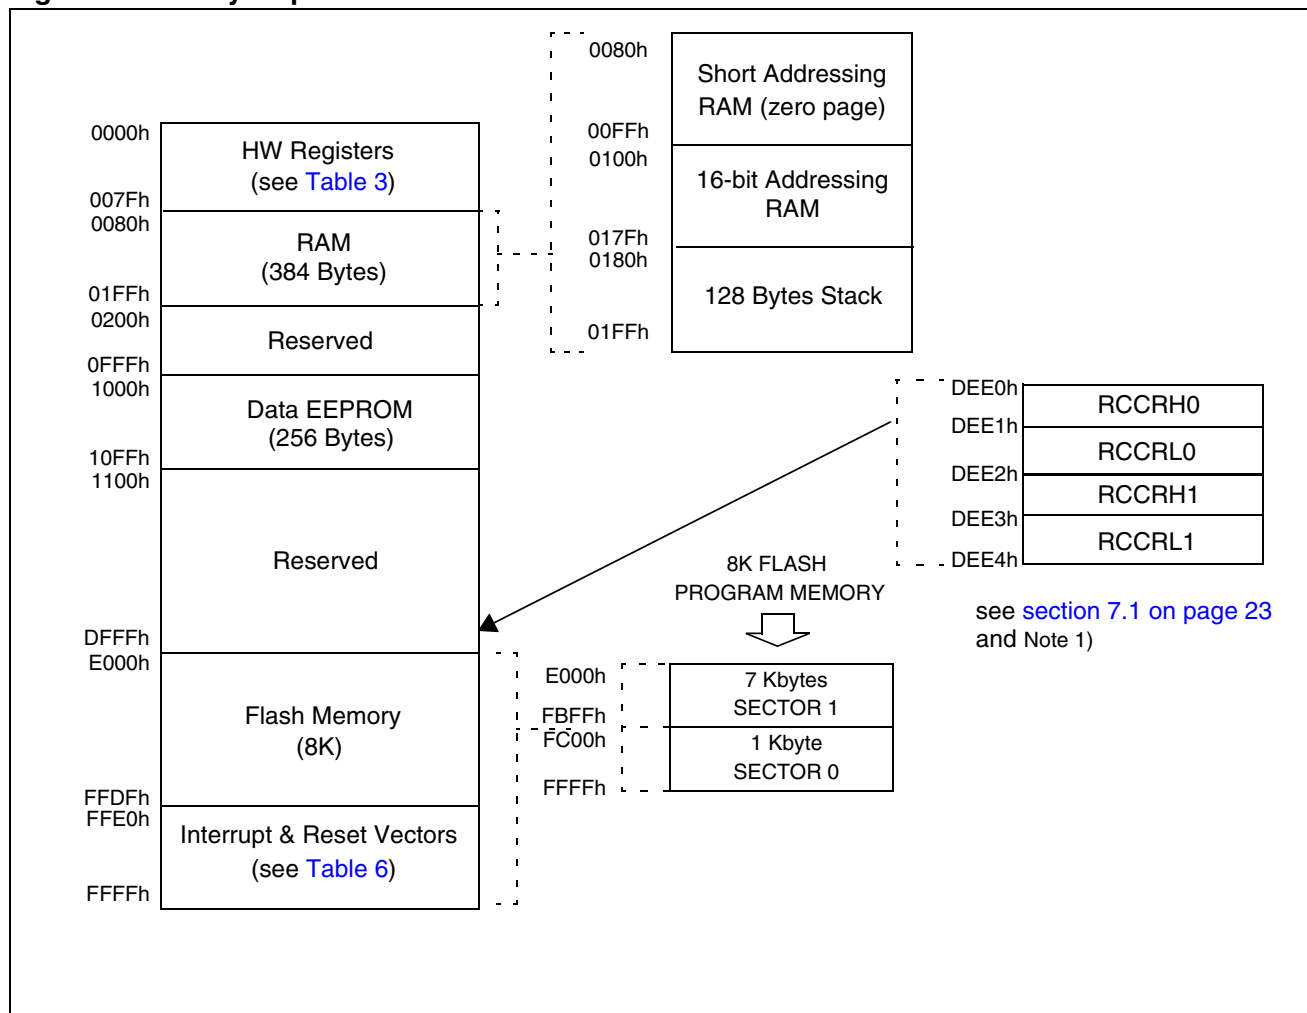 0000h
HW Registers
(see Table 3)
007Fh
0080h
RAM
(384 Bytes)
01FFh
0200h
Reserved
0FFFh
1000h
Data EEPROM
(256 Bytes)
10FFh
1100h
Reserved
DFFFh
E000h
Flash Memory
(8K)
FFDFh
FFE0h
Interrupt & Reset Vectors
(see Table 6)
FFFFh
0080h
Short Addressing
RAM (zero page)
00FFh
0100h
16-bit Addressing
RAM
017Fh
0180h
128 Bytes Stack
01FFh
DEE0h
RCCRH0
DEE1h
RCCRL0
DEE2h
RCCRH1
DEE3h
RCCRL1
DEE4h
see section 7.1 on page 23
and Note 1)
8K FLASH
PROGRAM MEMORY
E000h
7 Kbytes
SECTOR 1
FBFFh
FC00h
1 Kbyte
SECTOR 0
FFFFh